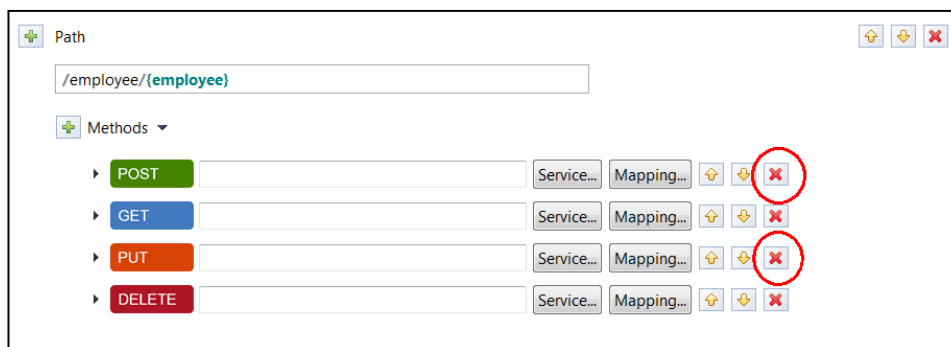 Path
/employee/{employee}
Methods
POST Service... Mapping...
GET Service... Mapping...
PUT Service... Mapping...
DELETE Service... Mapping...